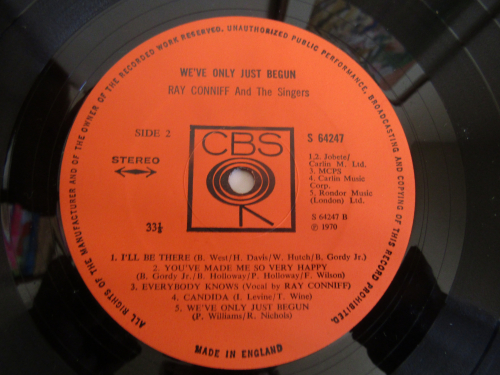 ALL RIGHTS OF THE MANUFACTURER AND OF THE OWNER OF THE RECORDED WORK RESERVED. UNAUTHORIZED PUBLIC PERFORMANCE, BROADCASTING AND COPYING OF THIS RECORD PROHIBITED.
WE'VE ONLY JUST BEGUN
RAY CONNIFF And The Singers
SIDE 2
CBS
S 64247
STEREO
1,2. Jobete/
Carlin M. Ltd.
3. MCPS
4. Carlin Music
Corp.
5. Rondor Music
(London) Ltd.
33⅓
S 64247 B
℗ 1970
1. I'LL BE THERE (B. West/H. Davis/W. Hutch/B. Gordy Jr.)
2. YOU'VE MADE ME SO VERY HAPPY
(B. Gordy Jr./B. Holloway/P. Holloway/F. Wilson)
3. EVERYBODY KNOWS (Vocal by RAY CONNIFF)
4. CANDIDA (I. Levine/T. Wine)
5. WE'VE ONLY JUST BEGUN
(P. Williams/R. Nichols)
MADE IN ENGLAND